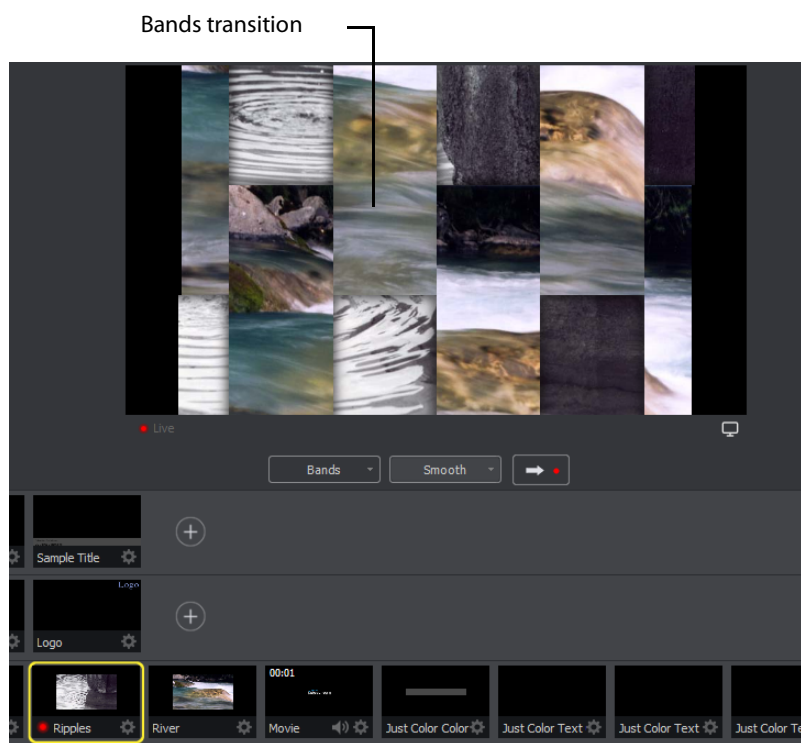 Bands transition
Live
Bands
Smooth
Sample Title
Logo
Logo
00:01
Ripples
River
Movie
Just Color Color
Just Color Text
Just Color Text
Just Color Te